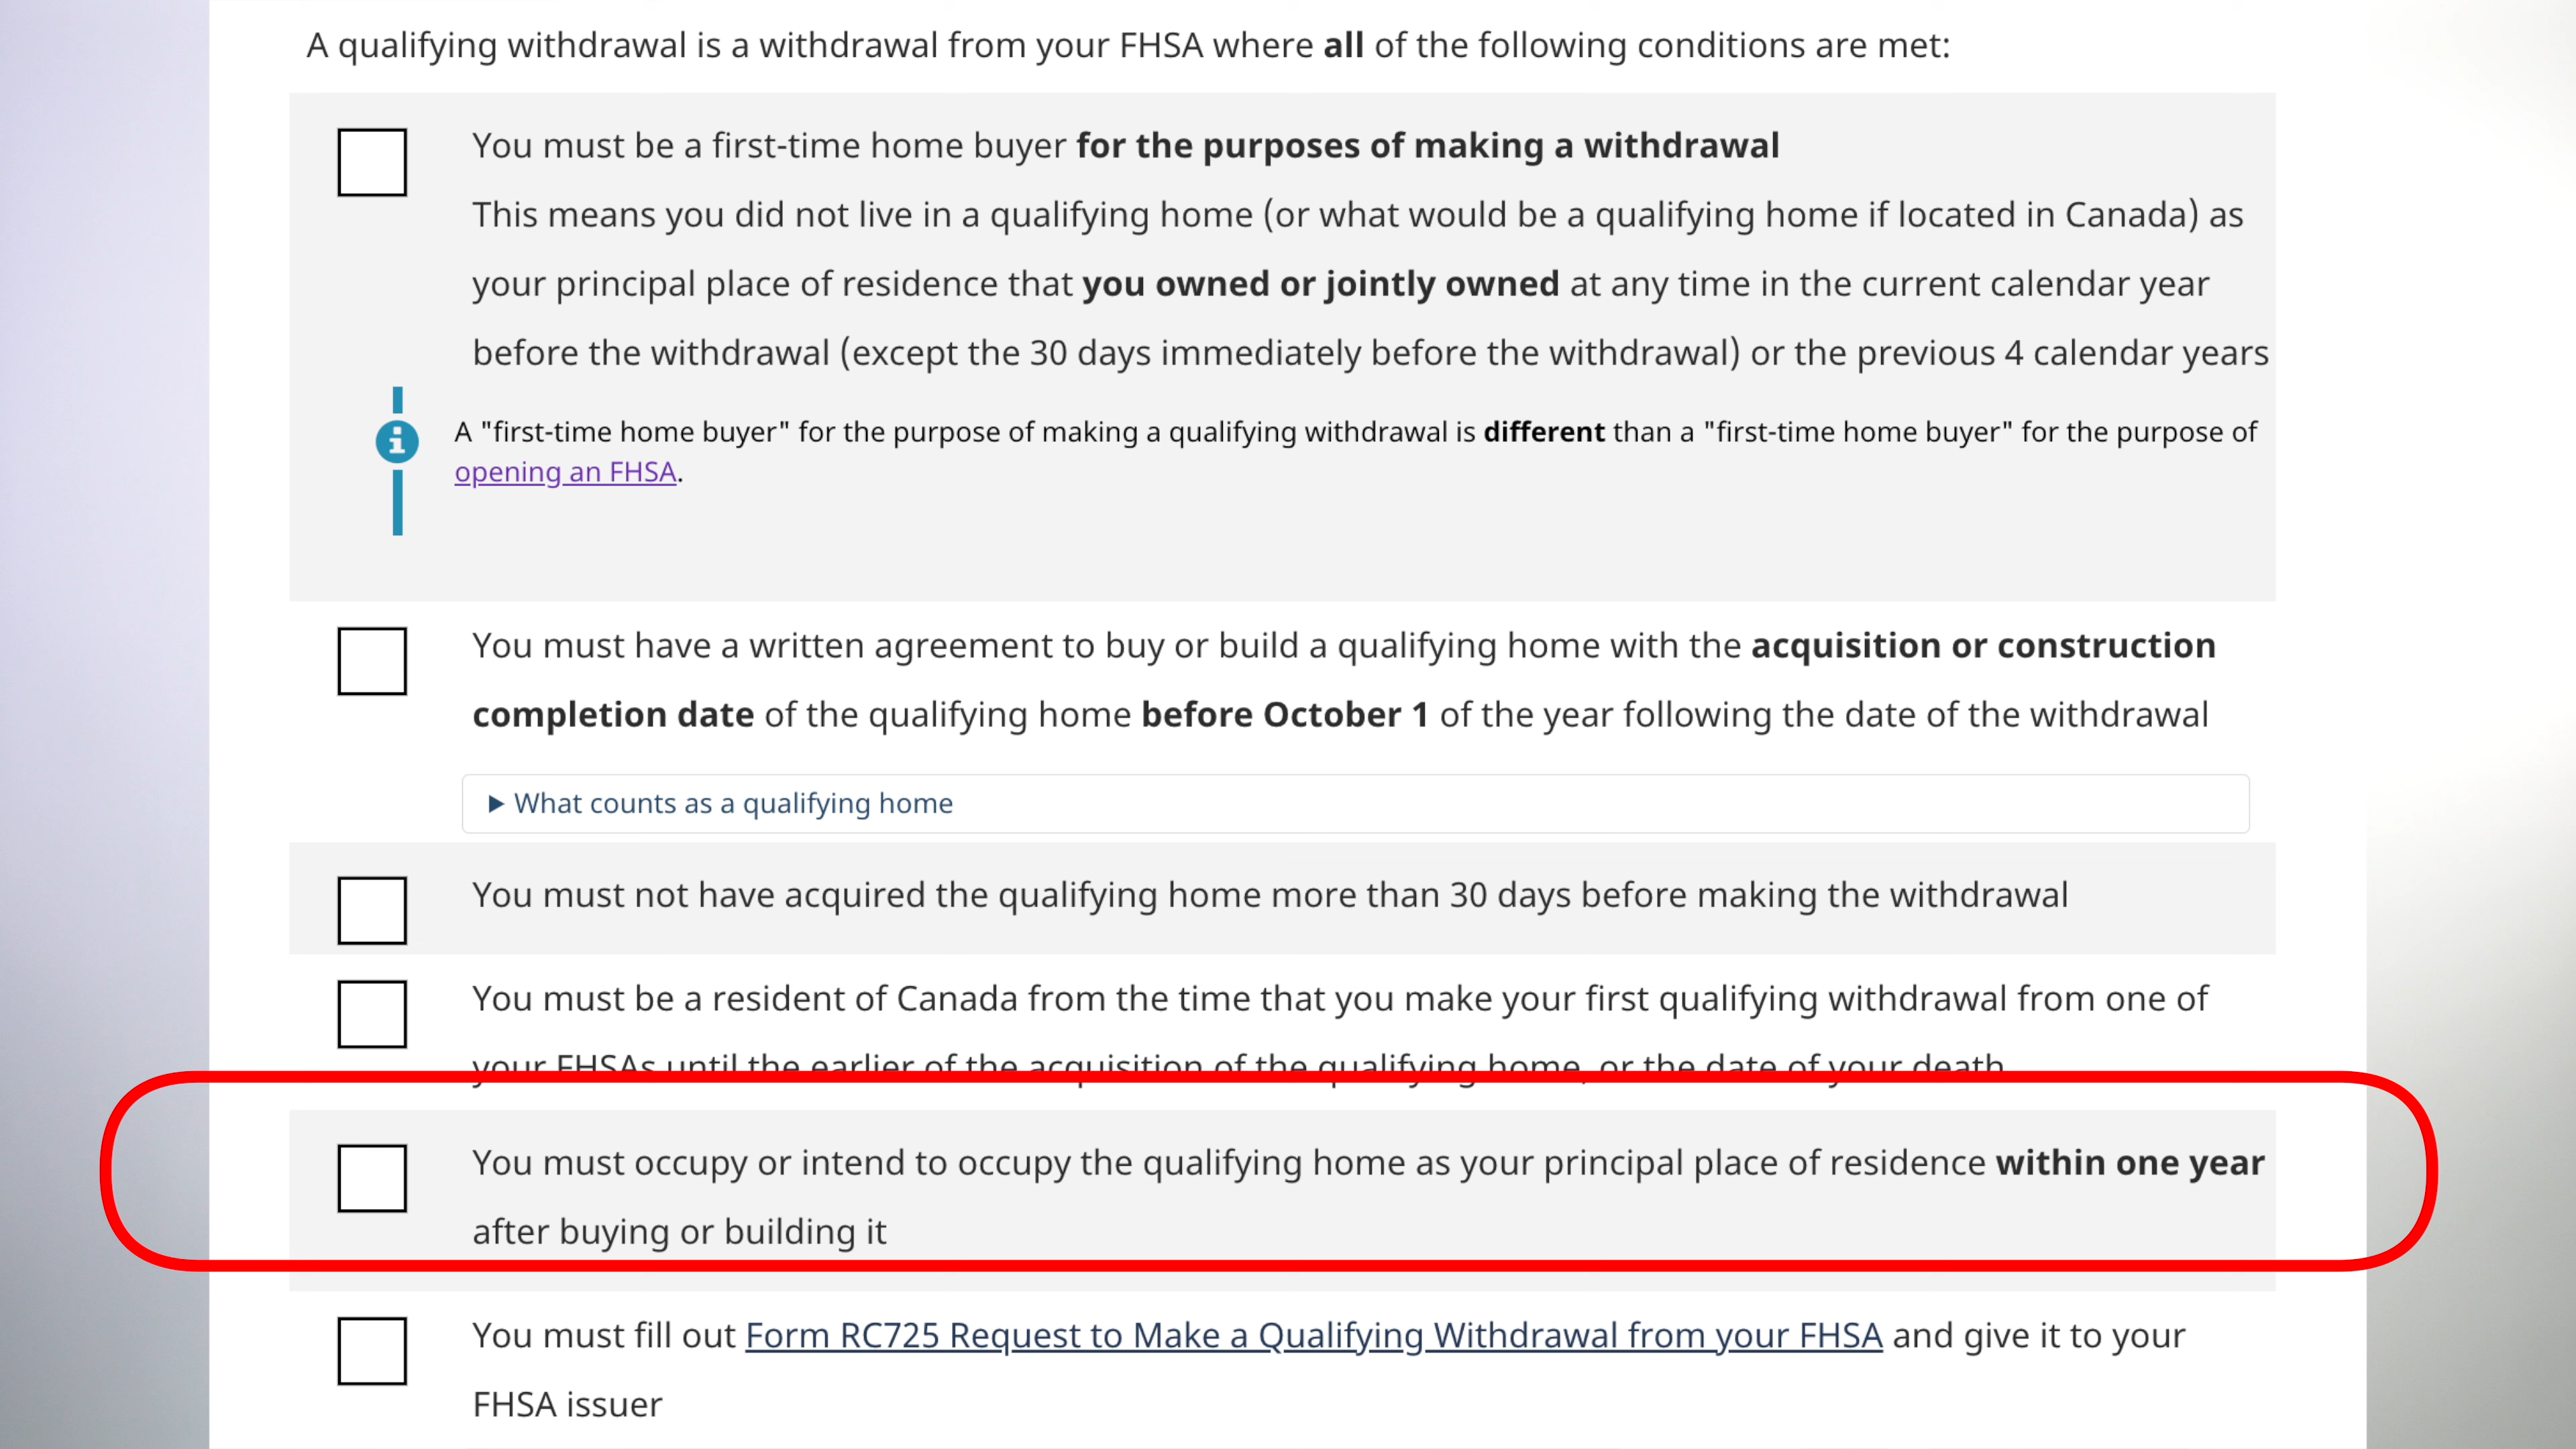 A qualifying withdrawal is a withdrawal from your FHSA where all of the following conditions are met:
You must be a first-time home buyer for the purposes of making a withdrawal
This means you did not live in a qualifying home (or what would be a qualifying home if located in Canada) as
your principal place of residence that you owned or jointly owned at any time in the current calendar year
before the withdrawal (except the 30 days immediately before the withdrawal) or the previous 4 calendar years
A "first-time home buyer" for the purpose of making a qualifying withdrawal is different than a "first-time home buyer" for the purpose of
opening an FHSA.
You must have a written agreement to buy or build a qualifying home with the acquisition or construction
completion date of the qualifying home before October 1 of the year following the date of the withdrawal
What counts as a qualifying home
You must not have acquired the qualifying home more than 30 days before making the withdrawal
You must be a resident of Canada from the time that you make your first qualifying withdrawal from one of
your FHSAs until the earlier of the acquisition of the qualifying home, or the date of your death
You must occupy or intend to occupy the qualifying home as your principal place of residence within one year
after buying or building it
You must fill out Form RC725 Request to Make a Qualifying Withdrawal from your FHSA and give it to your
FHSA issuer